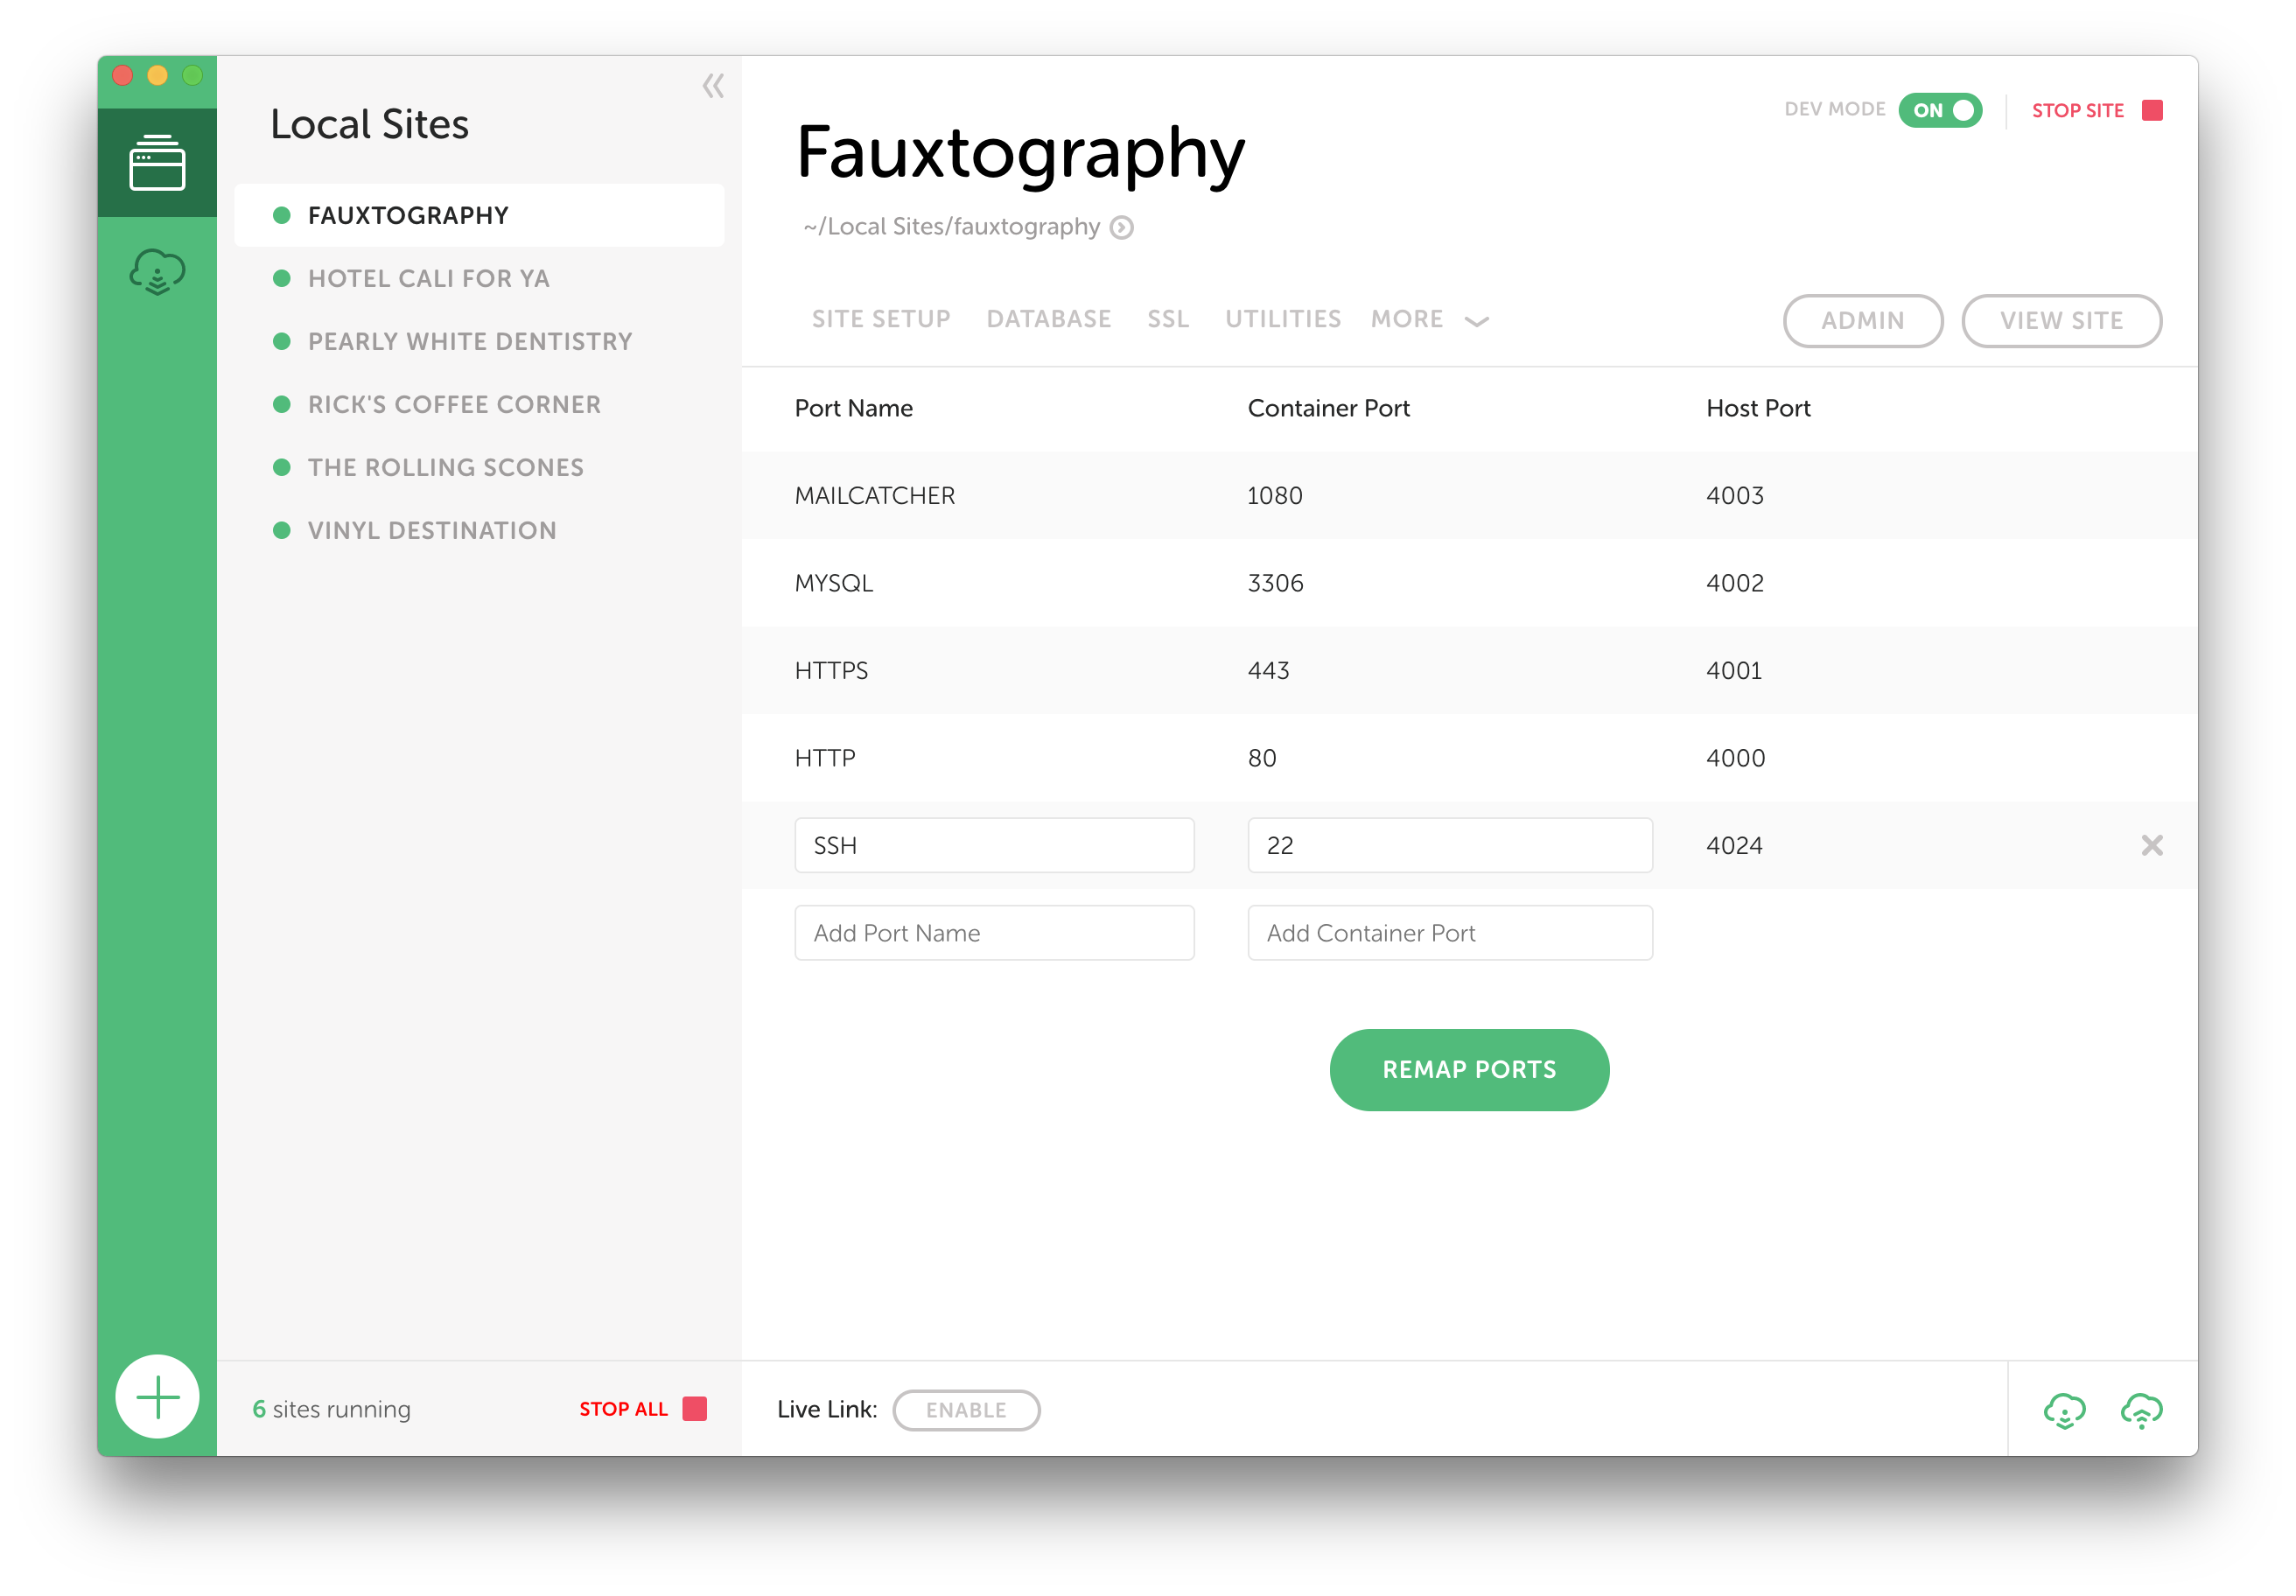 Local Sites
FAUXTOGRAPHY
HOTEL CALI FOR YA
PEARLY WHITE DENTISTRY
RICK'S COFFEE CORNER
THE ROLLING SCONES
VINYL DESTINATION
6 sites running
STOP ALL
DEV MODE ON STOP SITE
Fauxtography
~/Local Sites/fauxtography
SITE SETUP DATABASE SSL UTILITIES MORE ADMIN VIEW SITE
Port Name Container Port Host Port
MAILCATCHER 1080 4003
MYSQL 3306 4002
HTTPS 443 4001
HTTP 80 4000
SSH 22 4024
Add Port Name Add Container Port
REMAP PORTS
Live Link: ENABLE